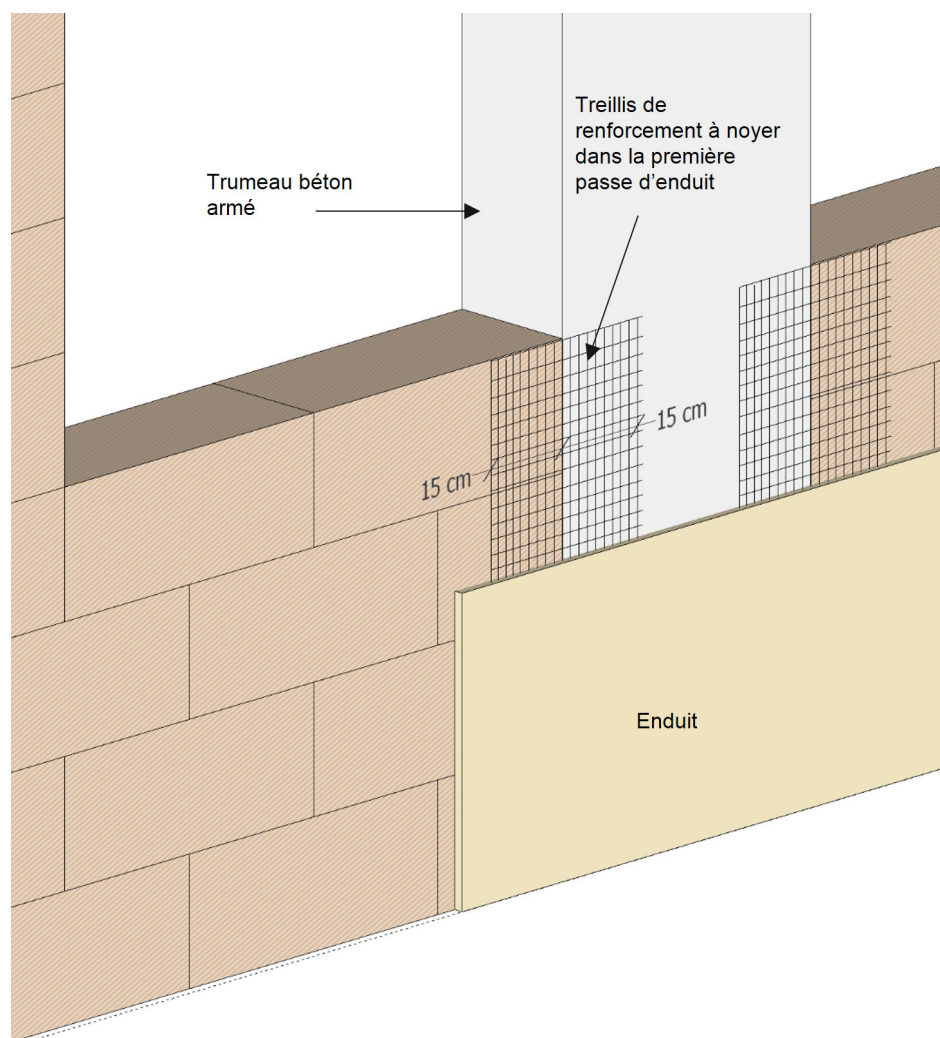 Treillis de
renforcement à noyer
dans la première
passe d'enduit
Trumeau béton
armé
15 cm
15 cm
Enduit